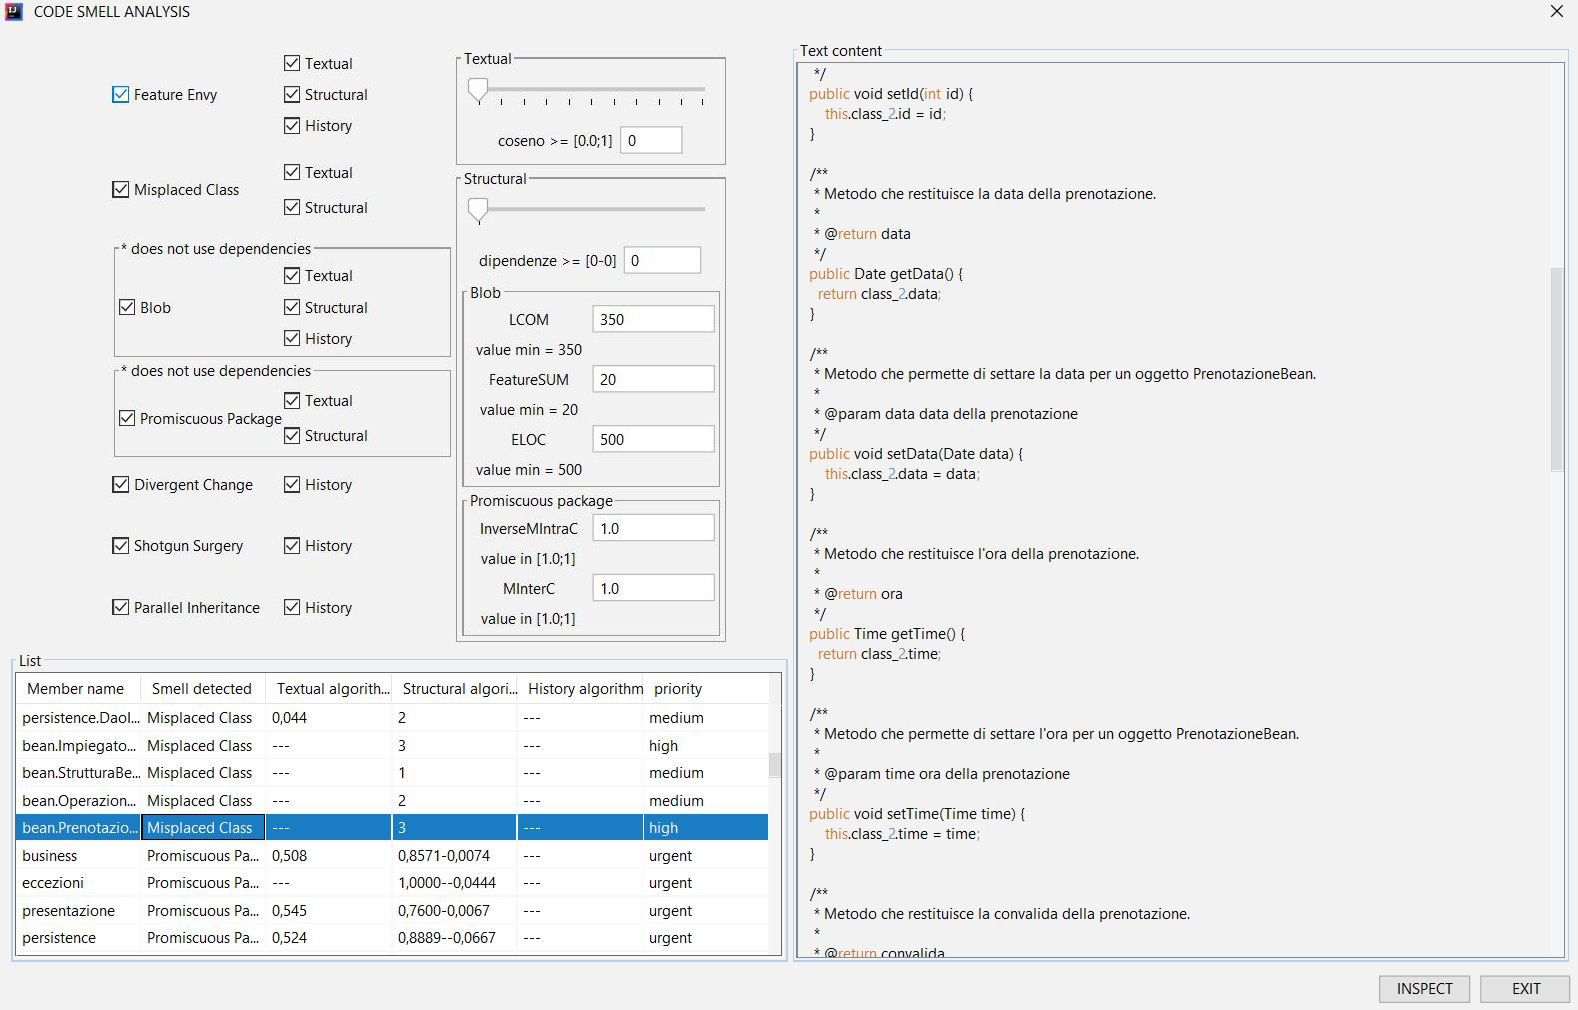 CODE SMELL ANALYSIS
Feature Envy
Textual
Structural
History
Misplaced Class
Textual
Structural
* does not use dependencies
Blob
Textual
Structural
History
* does not use dependencies
Promiscuous Package
Textual
Structural
Divergent Change
History
Shotgun Surgery
History
Parallel Inheritance
History
Textual
coseno >= [0.0;1] 0
Structural
dipendenze >= [0-0] 0
Blob
LCOM 350
value min = 350
FeatureSUM 20
value min = 20
ELOC 500
value min = 500
Promiscuous package
InverseMIntraC 1.0
value in [1.0;1]
MInterC 1.0
value in [1.0;1]
List
Member name Smell detected Textual algorith... Structural algori... History algorithm priority
persistence.DaoI... Misplaced Class 0,044 2 --- medium
bean.Impiegato... Misplaced Class --- 3 --- high
bean.StrutturaBe... Misplaced Class --- 1 --- medium
bean.Operazion... Misplaced Class --- 2 --- medium
bean.Prenotazio... Misplaced Class --- 3 --- high
business Promiscuous Pa... 0,508 0,8571-0,0074 --- urgent
eccezioni Promiscuous Pa... --- 1,0000--0,0444 --- urgent
presentazione Promiscuous Pa... 0,545 0,7600-0,0067 --- urgent
persistence Promiscuous Pa... 0,524 0,8889--0,0667 --- urgent
Text content
*/
public void setId(int id) {
this.class_2.id = id;
}
/**
* Metodo che restituisce la data della prenotazione.
*
* @return data
*/
public Date getData() {
return class_2.data;
}
/**
* Metodo che permette di settare la data per un oggetto PrenotazioneBean.
*
* @param data data della prenotazione
*/
public void setData(Date data) {
this.class_2.data = data;
}
/**
* Metodo che restituisce l'ora della prenotazione.
*
* @return ora
*/
public Time getTime() {
return class_2.time;
}
/**
* Metodo che permette di settare l'ora per un oggetto PrenotazioneBean.
*
* @param time ora della prenotazione
*/
public void setTime(Time time) {
this.class_2.time = time;
}
/**
* Metodo che restituisce la convalida della prenotazione.
*
* @return convalida
INSPECT EXIT